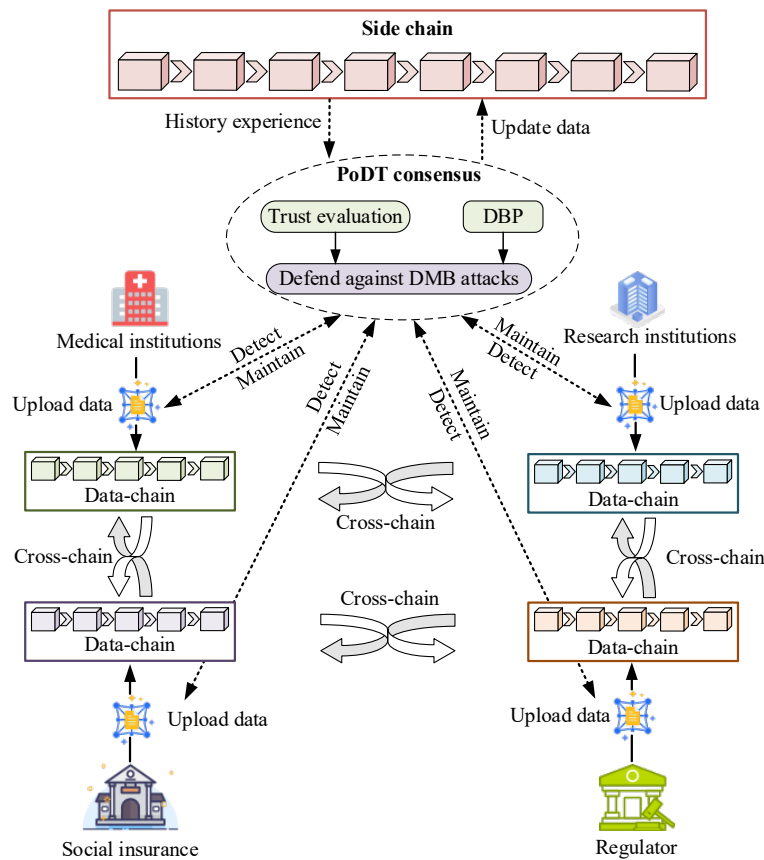 Side chain
History experience
Update data
PoDT consensus
Trust evaluation
DBP
Defend against DMB attacks
Medical institutions
Research institutions
Detect
Maintain
Maintain
Detect
Detect
Maintain
Maintain
Detect
Upload data
Upload data
Data-chain
Data-chain
Cross-chain
Cross-chain
Cross-chain
Cross-chain
Data-chain
Data-chain
Upload data
Upload data
Social insurance
Regulator